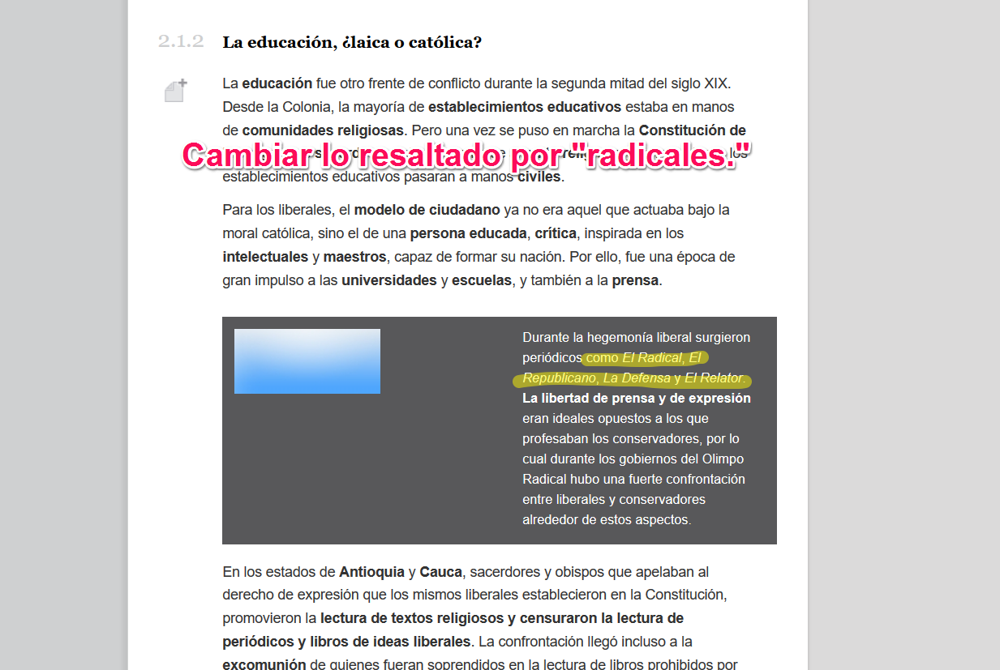 2.1.2 La educación, ¿laica o católica?
La educación fue otro frente de conflicto durante la segunda mitad del siglo XIX.
Desde la Colonia, la mayoría de establecimientos educativos estaba en manos
de comunidades religiosas. Pero una vez se puso en marcha la Constitución de
Cambiar lo resaltado por "radicales."
los
establecimientos educativos pasaran a manos civiles.
Para los liberales, el modelo de ciudadano ya no era aquel que actuaba bajo la
moral católica, sino el de una persona educada, crítica, inspirada en los
intelectuales y maestros, capaz de formar su nación. Por ello, fue una época de
gran impulso a las universidades y escuelas, y también a la prensa.
Durante la hegemonía liberal surgieron
periódicos como El Radical, El
Republicano, La Defensa y El Relator.
La libertad de prensa y de expresión
eran ideales opuestos a los que
profesaban los conservadores, por lo
cual durante los gobiernos del Olimpo
Radical hubo una fuerte confrontación
entre liberales y conservadores
alrededor de estos aspectos.
En los estados de Antioquia y Cauca, sacerdores y obispos que apelaban al
derecho de expresión que los mismos liberales establecieron en la Constitución,
promovieron la lectura de textos religiosos y censuraron la lectura de
periódicos y libros de ideas liberales. La confrontación llegó incluso a la
excomunión de quienes fueran soprendidos en la lectura de libros prohibidos por